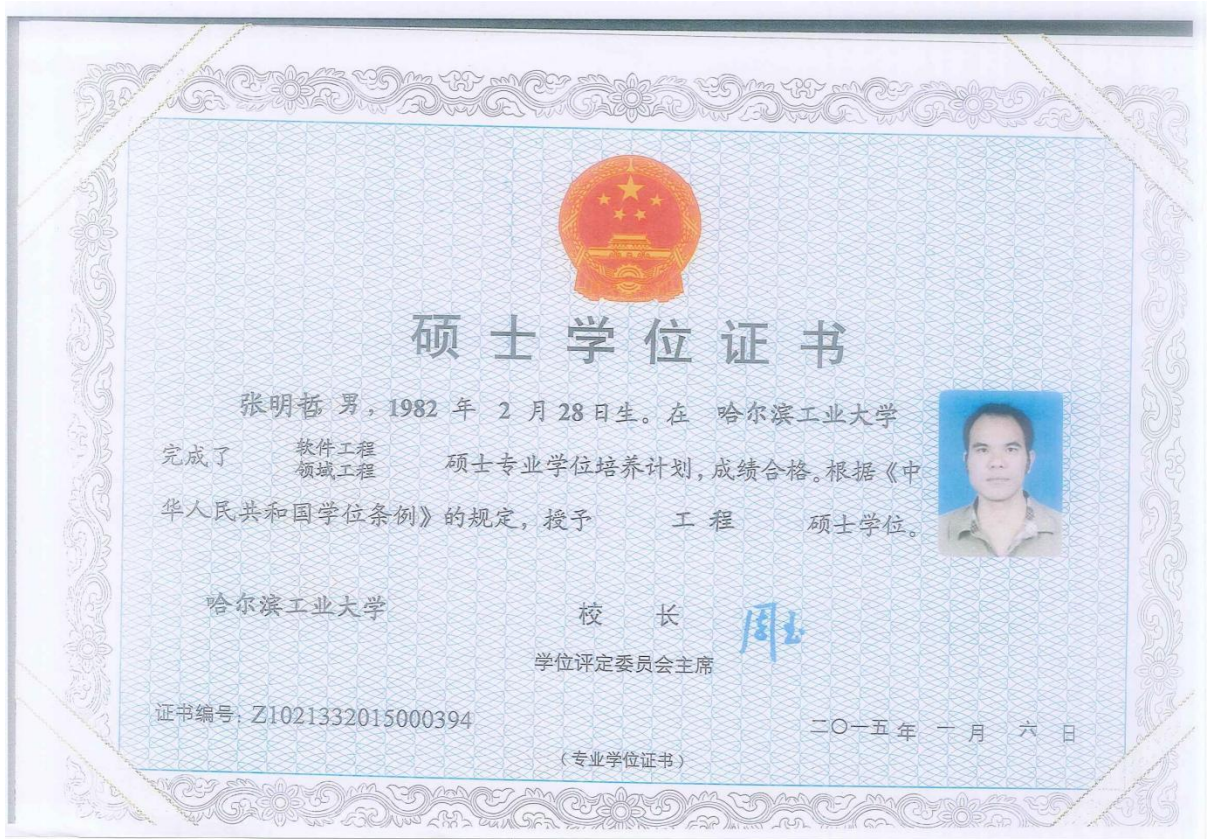 硕士学位证书
张明哲 男，1982 年 2 月 28 日生。在 哈尔滨工业大学
完成了 软件工程 硕士专业学位培养计划，成绩合格。根据《中
领域工程
华人民共和国学位条例》的规定，授予 工程 硕士学位。
哈尔滨工业大学
校 长 周玉
学位评定委员会主席
证书编号：Z1021332015000394
二〇一五 年 一 月 六 日
（专业学位证书）